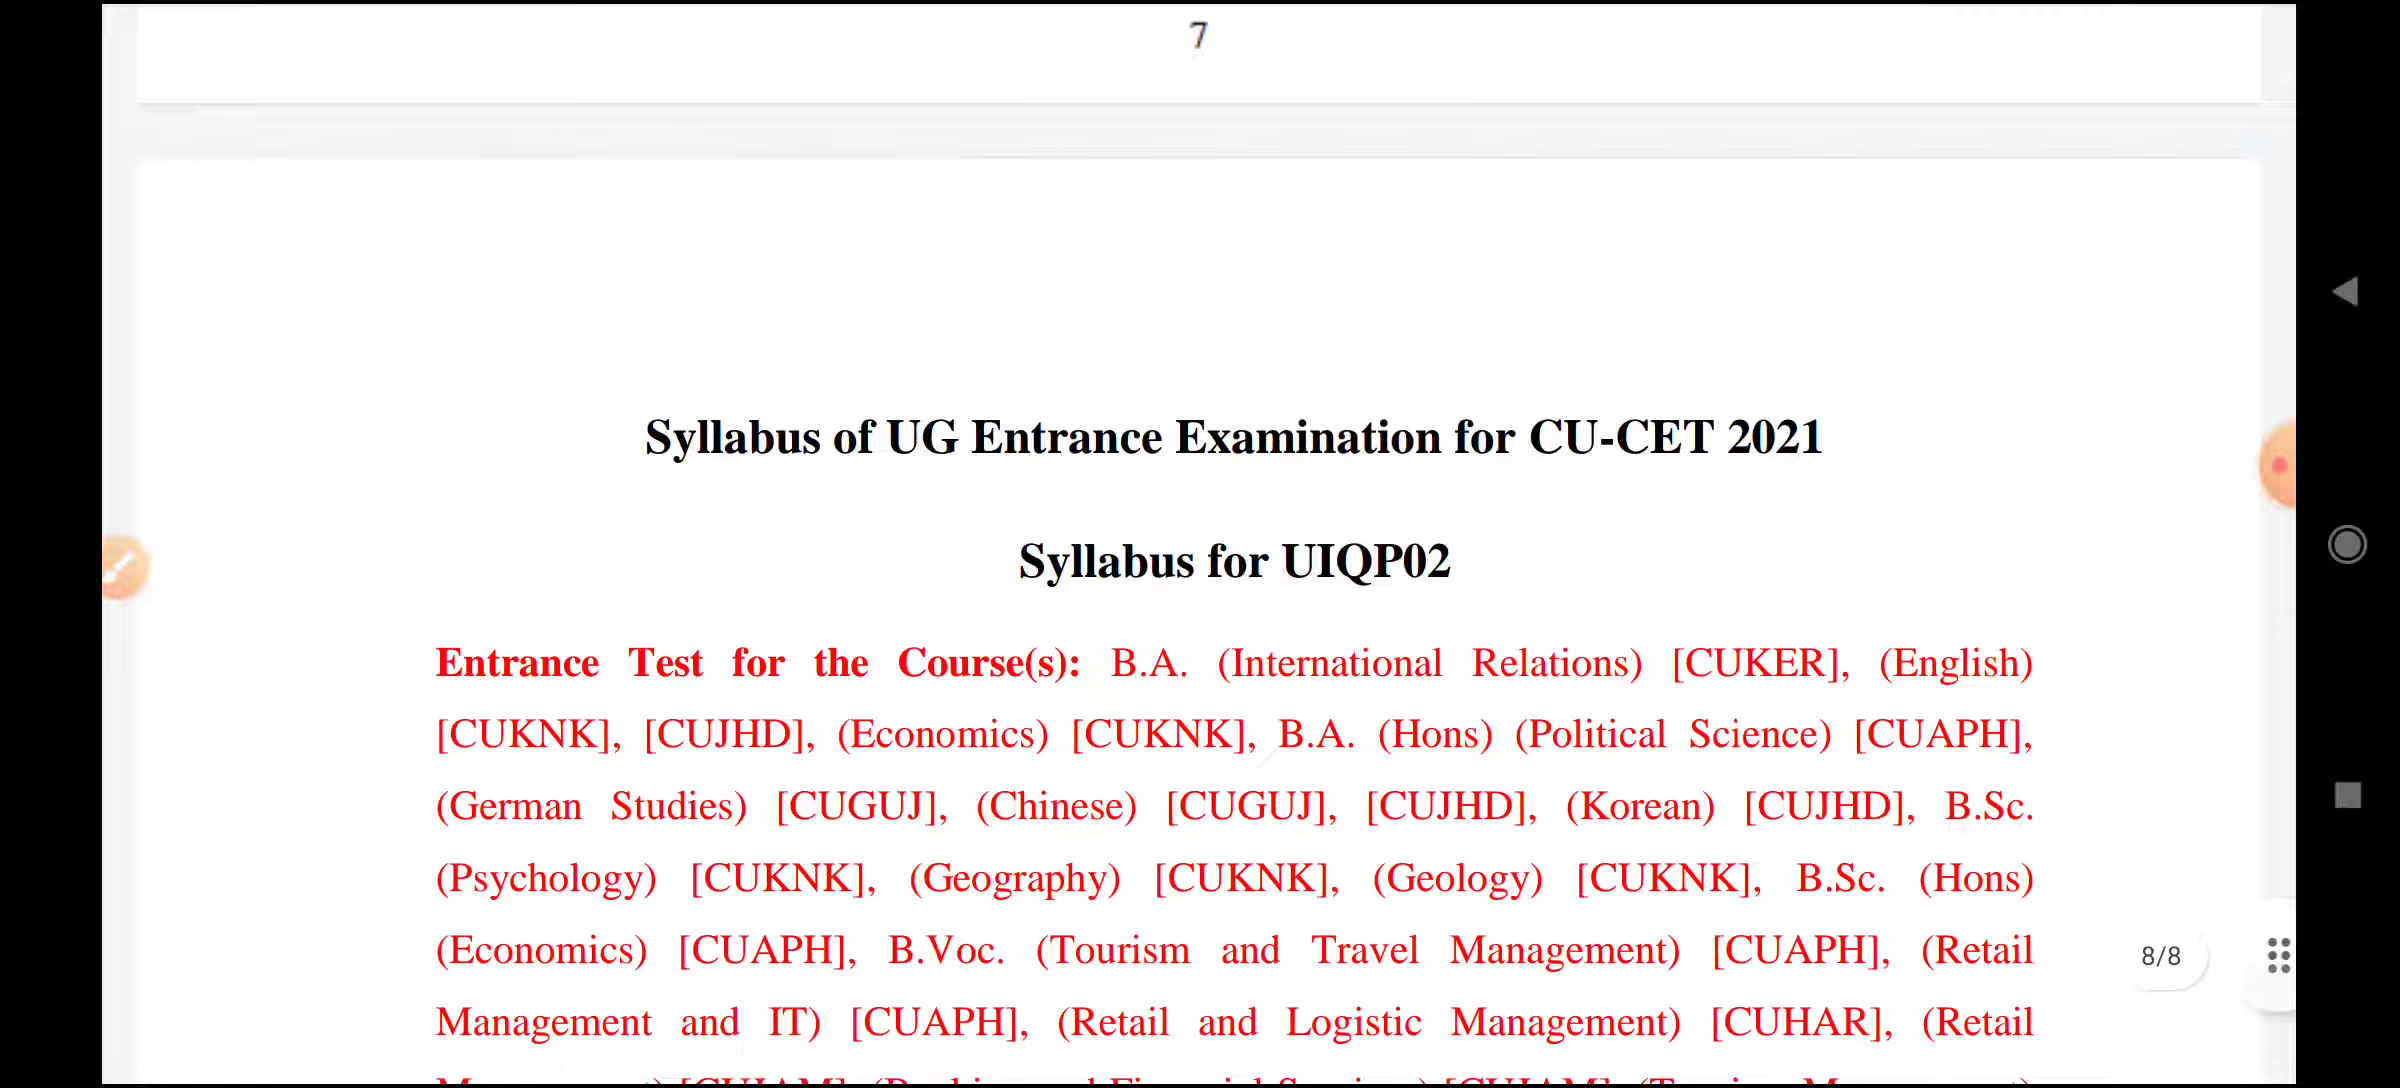 7
Syllabus of UG Entrance Examination for CU-CET 2021
Syllabus for UIQP02
Entrance Test for the Course(s): B.A. (International Relations) [CUKER], (English)
[CUKNK], [CUJHD], (Economics) [CUKNK], B.A. (Hons) (Political Science) [CUAPH],
(German Studies) [CUGUJ], (Chinese) [CUGUJ], [CUJHD], (Korean) [CUJHD], B.Sc.
(Psychology) [CUKNK], (Geography) [CUKNK], (Geology) [CUKNK], B.Sc. (Hons)
(Economics) [CUAPH], B.Voc. (Tourism and Travel Management) [CUAPH], (Retail
Management and IT) [CUAPH], (Retail and Logistic Management) [CUHAR], (Retail
8/8